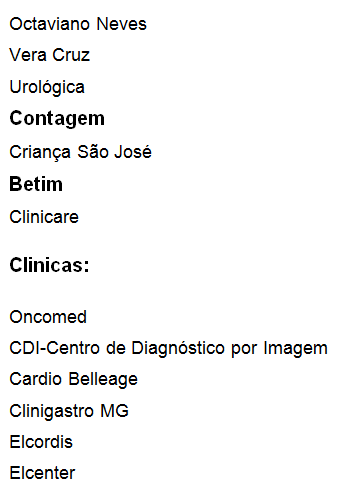 Octaviano Neves
Vera Cruz
Urológica
Contagem
Criança São José
Betim
Clinicare
Clinicas:
Oncomed
CDI-Centro de Diagnóstico por Imagem
Cardio Belleage
Clinigastro MG
Elcordis
Elcenter